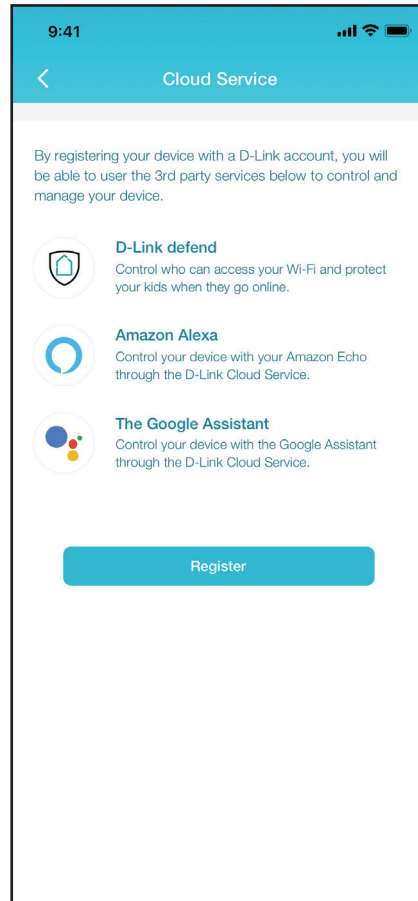 9:41
Cloud Service
By registering your device with a D-Link account, you will
be able to user the 3rd party services below to control and
manage your device.
D-Link defend
Control who can access your Wi-Fi and protect
your kids when they go online.
Amazon Alexa
Control your device with your Amazon Echo
through the D-Link Cloud Service.
The Google Assistant
Control your device with the Google Assistant
through the D-Link Cloud Service.
Register